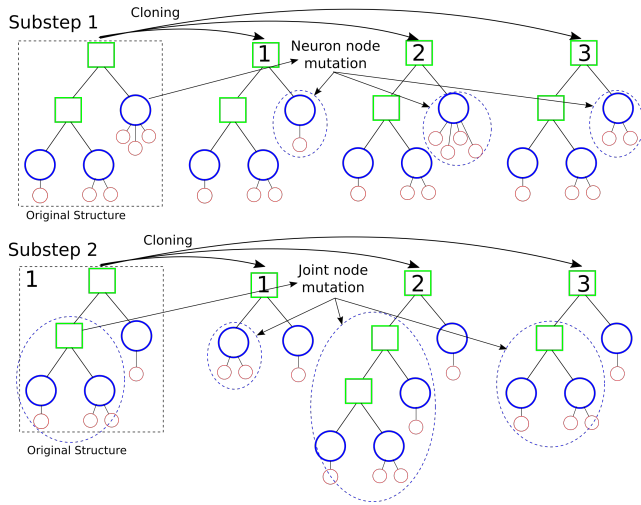 Substep 1
Cloning
1
2
3
Neuron node
mutation
Original Structure
Substep 2
Cloning
1
1
2
3
Joint node
mutation
Original Structure